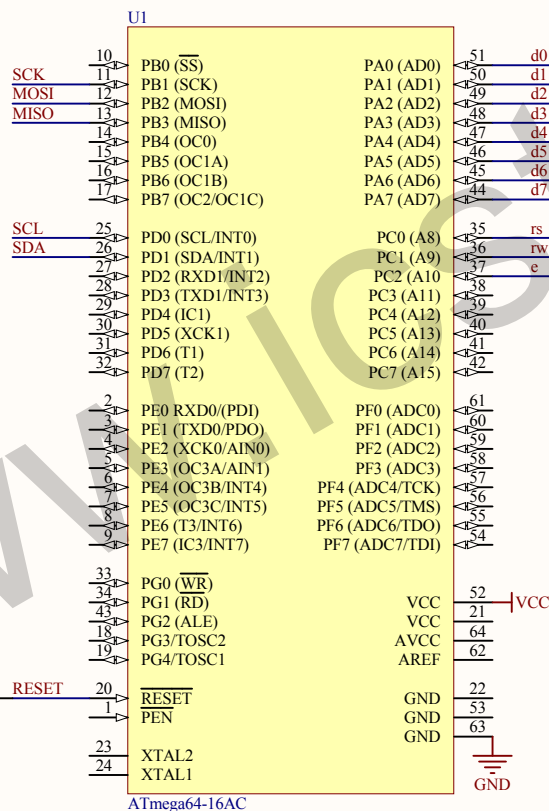 U1
10 PB0 (SS) PA0 (AD0) 51 d0
SCK 11 PB1 (SCK) PA1 (AD1) 50 d1
MOSI 12 PB2 (MOSI) PA2 (AD2) 49 d2
MISO 13 PB3 (MISO) PA3 (AD3) 48 d3
14 PB4 (OC0) PA4 (AD4) 47 d4
15 PB5 (OC1A) PA5 (AD5) 46 d5
16 PB6 (OC1B) PA6 (AD6) 45 d6
17 PB7 (OC2/OC1C) PA7 (AD7) 44 d7
SCL 25 PD0 (SCL/INT0) PC0 (A8) 35 rs
SDA 26 PD1 (SDA/INT1) PC1 (A9) 36 rw
27 PD2 (RXD1/INT2) PC2 (A10 37 e
28 PD3 (TXD1/INT3) PC3 (A11) 38
29 PD4 (IC1) PC4 (A12) 39
30 PD5 (XCK1) PC5 (A13) 40
31 PD6 (T1) PC6 (A14) 41
32 PD7 (T2) PC7 (A15) 42
2 PE0 RXD0/(PDI) PF0 (ADC0) 61
3 PE1 (TXD0/PDO) PF1 (ADC1) 60
4 PE2 (XCK0/AIN0) PF2 (ADC2) 59
5 PE3 (OC3A/AIN1) PF3 (ADC3) 58
6 PE4 (OC3B/INT4) PF4 (ADC4/TCK) 57
7 PE5 (OC3C/INT5) PF5 (ADC5/TMS) 56
8 PE6 (T3/INT6) PF6 (ADC6/TDO) 55
9 PE7 (IC3/INT7) PF7 (ADC7/TDI) 54
33 PG0 (WR)
34 PG1 (RD) VCC 52 VCC
43 PG2 (ALE) VCC 21
18 PG3/TOSC2 AVCC 64
19 PG4/TOSC1 AREF 62
RESET 20 RESET GND 22
1 PEN GND 53
GND 63
23 XTAL2
24 XTAL1
GND
ATmega64-16AC